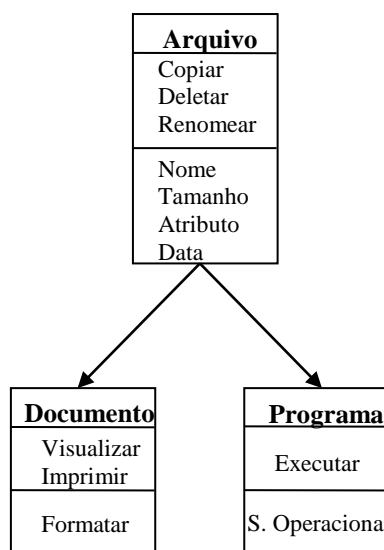 Arquivo
Copiar
Deletar
Renomear
Nome
Tamanho
Atributo
Data
Documento
Visualizar
Imprimir
Formatar
Programa
Executar
S. Operaciona